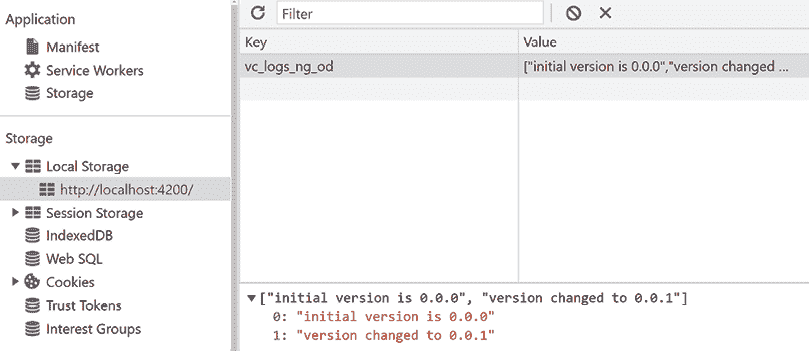 Application
Manifest
Service Workers
Storage
Storage
Local Storage
http://localhost:4200/
Session Storage
IndexedDB
Web SQL
Cookies
Trust Tokens
Interest Groups
Filter
Key Value
vc_logs_ng_od ["initial version is 0.0.0","version changed ...
["initial version is 0.0.0", "version changed to 0.0.1"]
0: "initial version is 0.0.0"
1: "version changed to 0.0.1"